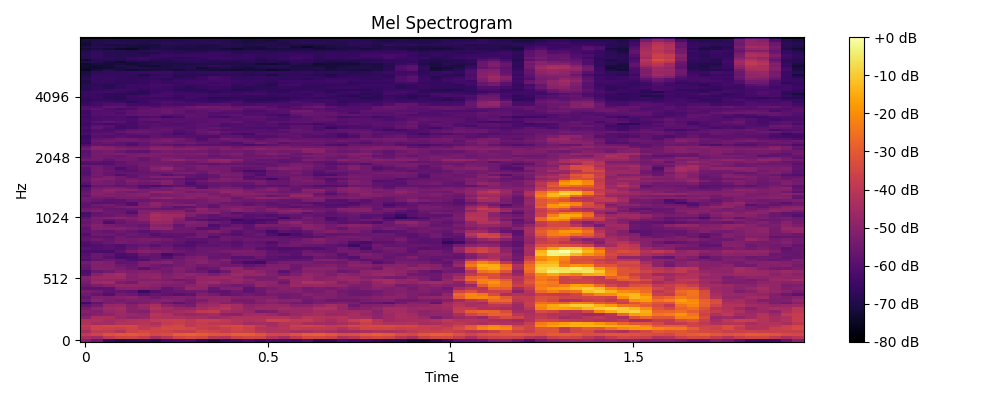 Mel Spectrogram
+0 dB
-10 dB
-20 dB
-30 dB
-40 dB
-50 dB
-60 dB
-70 dB
-80 dB
4096
2048
1024
512
0
Hz
0
0.5
1
1.5
Time